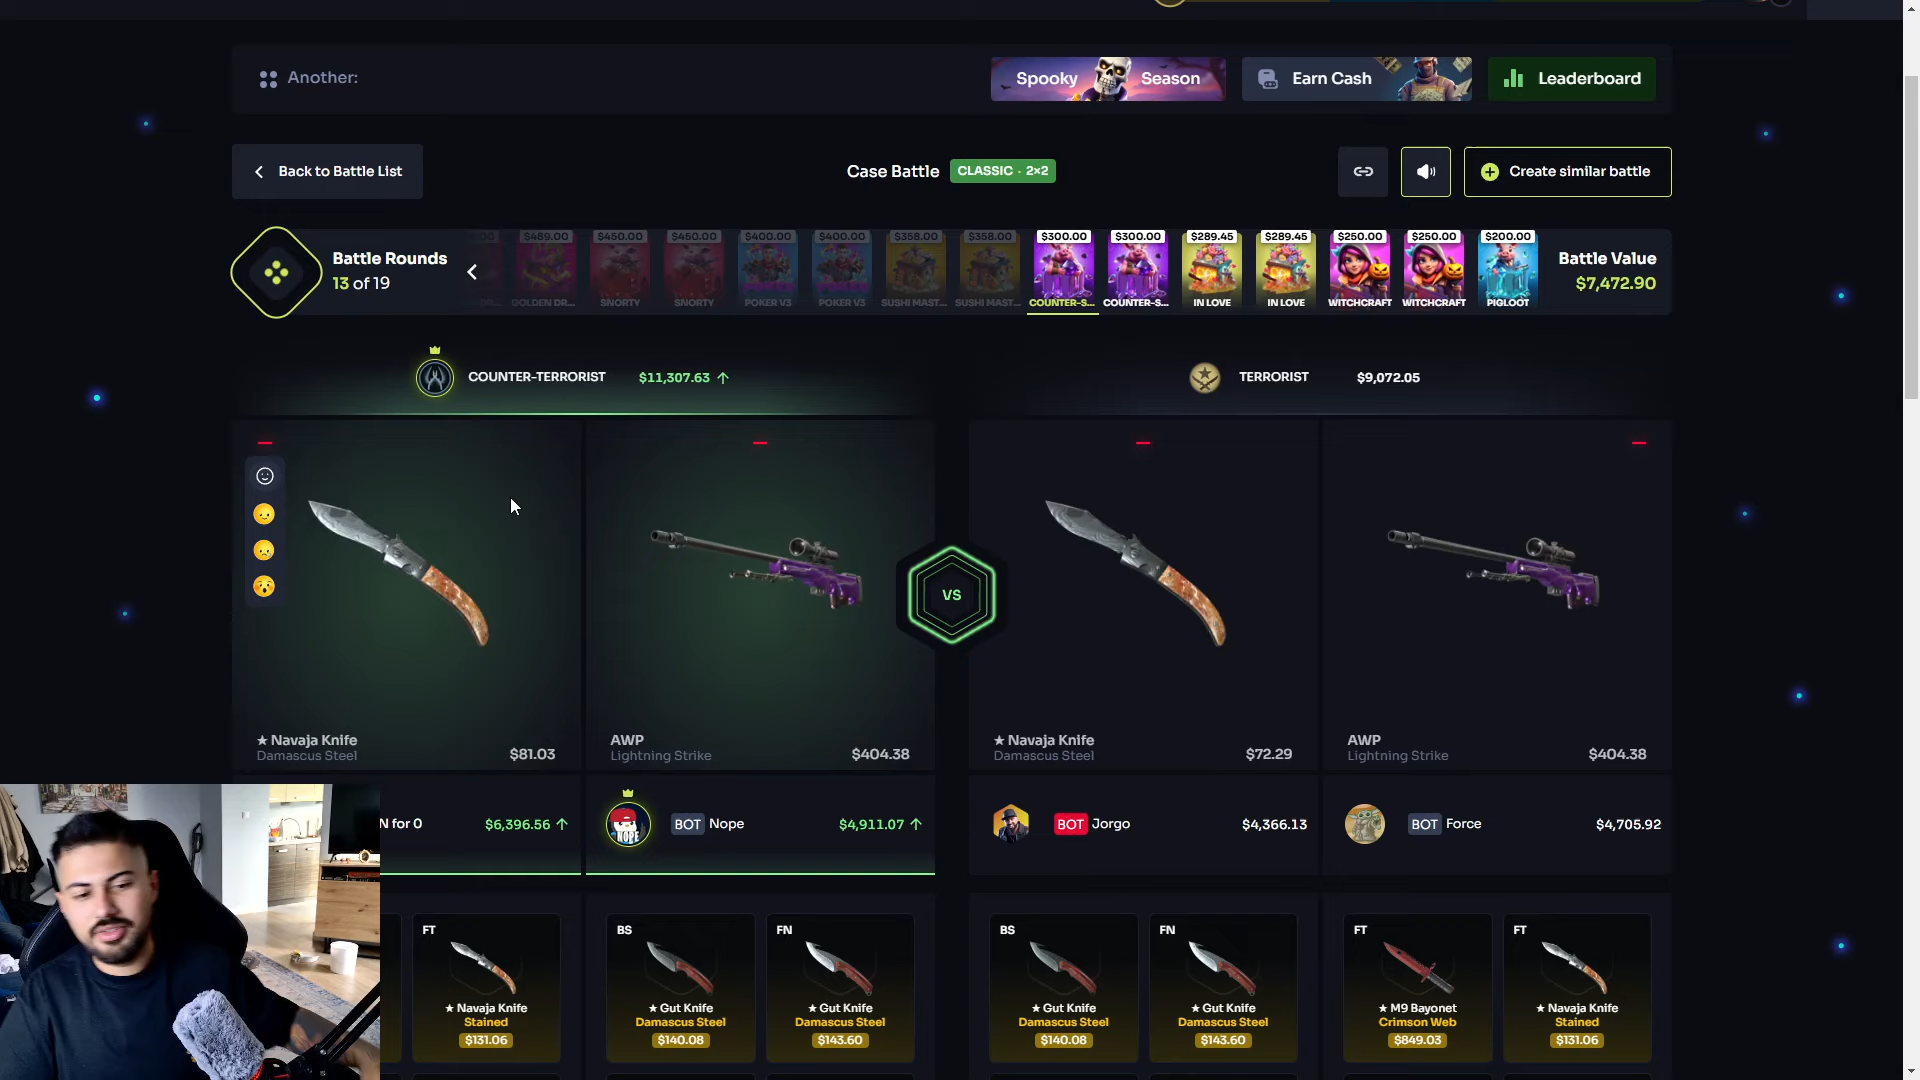 Another:
Spooky Season
Earn Cash
Leaderboard
Back to Battle List
Case Battle
CLASSIC · 2×2
Create similar battle
Battle Rounds
13 of 19
$489.00
GOLDEN DR...
$450.00
SNORTY
$450.00
SNORTY
$400.00
POKER V3
$400.00
POKER V3
$358.00
SUSHI MAST...
$358.00
SUSHI MAST...
$300.00
COUNTER-S...
$300.00
COUNTER-S...
$289.45
IN LOVE
$289.45
IN LOVE
$250.00
WITCHCRAFT
$250.00
WITCHCRAFT
$200.00
PIGLOOT
Battle Value
$7,472.90
COUNTER-TERRORIST
$11,307.63
TERRORIST
$9,072.05
VS
★ Navaja Knife
Damascus Steel
$81.03
AWP
Lightning Strike
$404.38
★ Navaja Knife
Damascus Steel
$72.29
AWP
Lightning Strike
$404.38
N for 0
$6,396.56
NOPE
BOT Nope
$4,911.07
BOT Jorgo
$4,366.13
BOT Force
$4,705.92
FT
★ Navaja Knife
Stained
$131.06
BS
★ Gut Knife
Damascus Steel
$140.08
FN
★ Gut Knife
Damascus Steel
$143.60
BS
★ Gut Knife
Damascus Steel
$140.08
FN
★ Gut Knife
Damascus Steel
$143.60
FT
★ M9 Bayonet
Crimson Web
$849.03
FT
★ Navaja Knife
Stained
$131.06